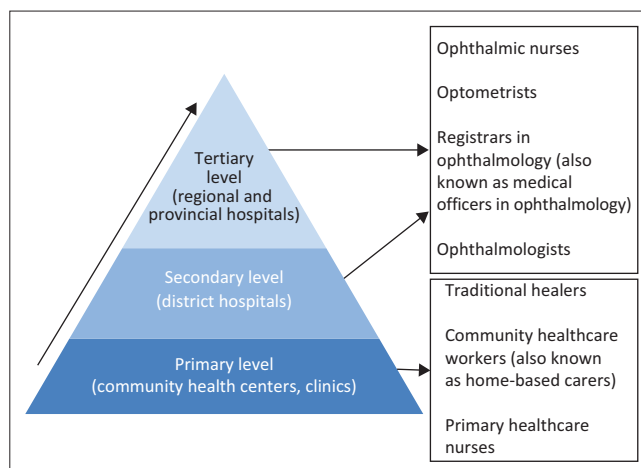 Tertiary
level
(regional and
provincial hospitals)
Secondary level
(district hospitals)
Primary level
(community health centers, clinics)
Ophthalmic nurses
Optometrists
Registrars in
ophthalmology (also
known as medical
officers in ophthalmology)
Ophthalmologists
Traditional healers
Community healthcare
workers (also known
as home-based carers)
Primary healthcare
nurses